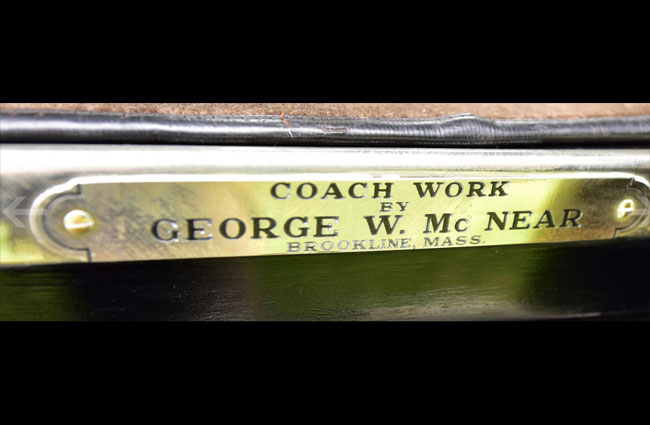 COACH WORK
BY
GEORGE W. Mc NEAR
BROOKLINE, MASS.